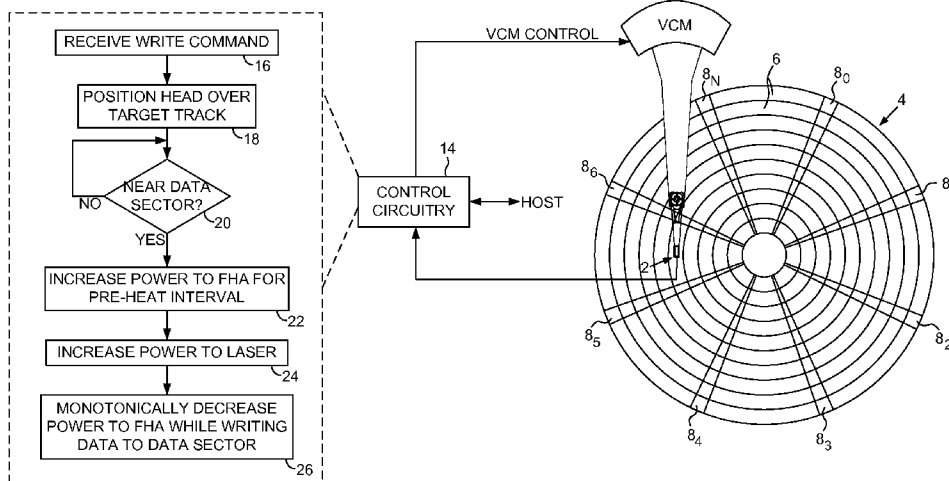 RECEIVE WRITE COMMAND
16
POSITION HEAD OVER
TARGET TRACK
18
NEAR DATA
SECTOR?
20
NO
YES
INCREASE POWER TO FHA FOR
PRE-HEAT INTERVAL
22
INCREASE POWER TO LASER
24
MONOTONICALLY DECREASE
POWER TO FHA WHILE WRITING
DATA TO DATA SECTOR
26
VCM CONTROL
VCM
14
CONTROL
CIRCUITRY
HOST
2
6
4
8N
80
8
82
83
84
85
86